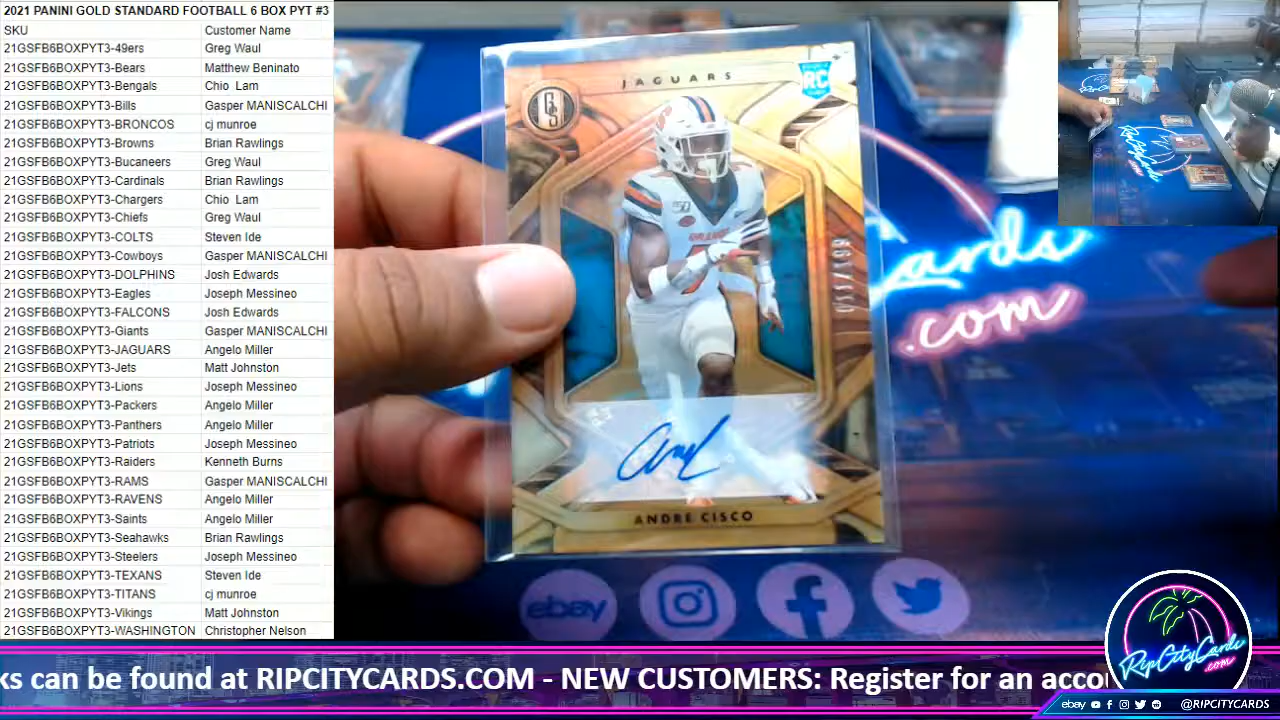 2021 PANINI GOLD STANDARD FOOTBALL 6 BOX PYT #3
SKU Customer Name
21GSFB6BOXPYT3-49ers Greg Waul
21GSFB6BOXPYT3-Bears Matthew Beninato
21GSFB6BOXPYT3-Bengals Chio Lam
21GSFB6BOXPYT3-Bills Gasper MANISCALCHI
21GSFB6BOXPYT3-BRONCOS cj munroe
21GSFB6BOXPYT3-Browns Brian Rawlings
21GSFB6BOXPYT3-Bucaneers Greg Waul
21GSFB6BOXPYT3-Cardinals Brian Rawlings
21GSFB6BOXPYT3-Chargers Chio Lam
21GSFB6BOXPYT3-Chiefs Greg Waul
21GSFB6BOXPYT3-COLTS Steven Ide
21GSFB6BOXPYT3-Cowboys Gasper MANISCALCHI
21GSFB6BOXPYT3-DOLPHINS Josh Edwards
21GSFB6BOXPYT3-Eagles Joseph Messineo
21GSFB6BOXPYT3-FALCONS Josh Edwards
21GSFB6BOXPYT3-Giants Gasper MANISCALCHI
21GSFB6BOXPYT3-JAGUARS Angelo Miller
21GSFB6BOXPYT3-Jets Matt Johnston
21GSFB6BOXPYT3-Lions Joseph Messineo
21GSFB6BOXPYT3-Packers Angelo Miller
21GSFB6BOXPYT3-Panthers Angelo Miller
21GSFB6BOXPYT3-Patriots Joseph Messineo
21GSFB6BOXPYT3-Raiders Kenneth Burns
21GSFB6BOXPYT3-RAMS Gasper MANISCALCHI
21GSFB6BOXPYT3-RAVENS Angelo Miller
21GSFB6BOXPYT3-Saints Angelo Miller
21GSFB6BOXPYT3-Seahawks Brian Rawlings
21GSFB6BOXPYT3-Steelers Joseph Messineo
21GSFB6BOXPYT3-TEXANS Steven Ide
21GSFB6BOXPYT3-TITANS cj munroe
21GSFB6BOXPYT3-Vikings Matt Johnston
21GSFB6BOXPYT3-WASHINGTON Christopher Nelson
JAGUARS
RC
GS
150
ANDRE CISCO
Cards
.com
ebay
ks can be found at RIPCITYCARDS.COM - NEW CUSTOMERS: Register for an accou
RipCityCards
.com
ebay @RIPCITYCARDS